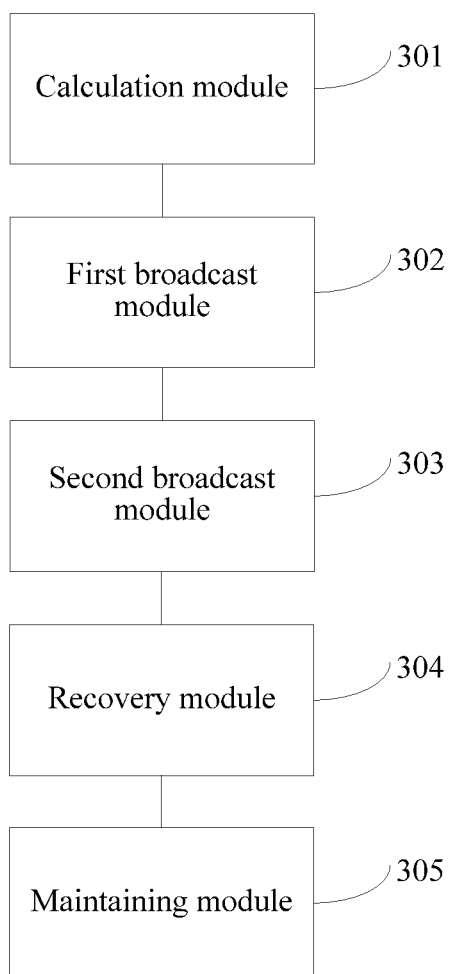 Calculation module
301
First broadcast
module
302
Second broadcast
module
303
Recovery module
304
Maintaining module
305